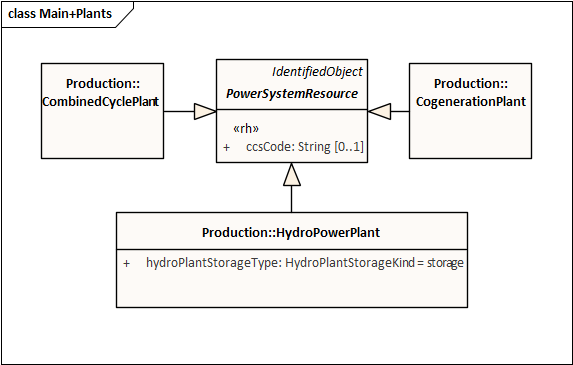 class Main+Plants
IdentifiedObject
PowerSystemResource
«rh»
+ ccsCode: String [0..1]
Production::
CombinedCyclePlant
Production::
CogenerationPlant
Production::HydroPowerPlant
+ hydroPlantStorageType: HydroPlantStorageKind = storage